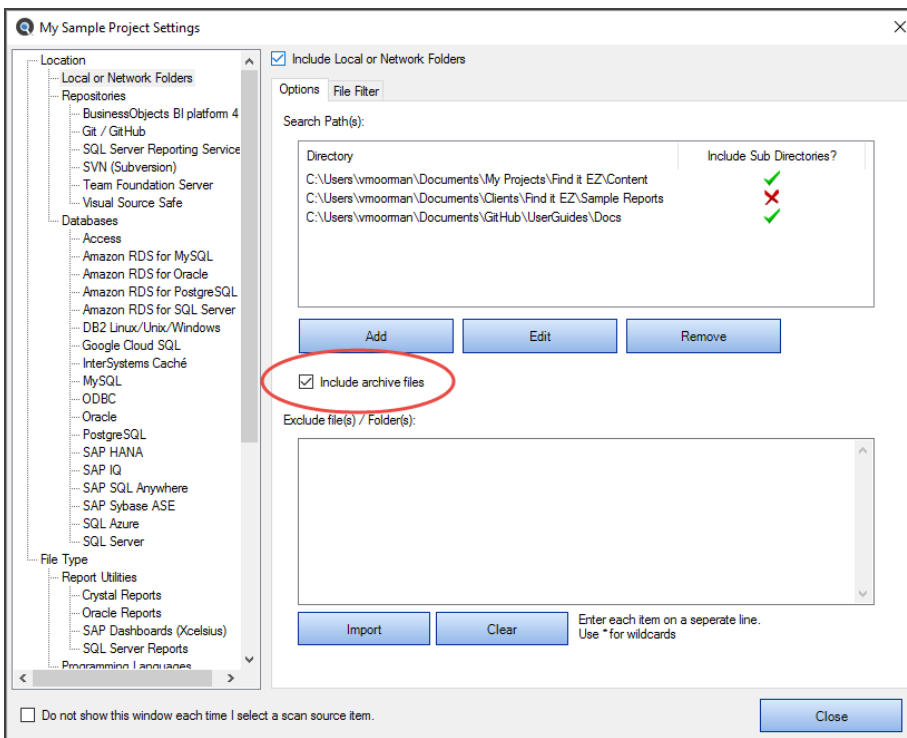 My Sample Project Settings
Location
Local or Network Folders
Repositories
BusinessObjects BI platform 4
Git / GitHub
SQL Server Reporting Service
SVN (Subversion)
Team Foundation Server
Visual Source Safe
Databases
Access
Amazon RDS for MySQL
Amazon RDS for Oracle
Amazon RDS for PostgreSQL
Amazon RDS for SQL Server
DB2 Linux/Unix/Windows
Google Cloud SQL
InterSystems Caché
MySQL
ODBC
Oracle
PostgreSQL
SAP HANA
SAP IQ
SAP SQL Anywhere
SAP Sybase ASE
SQL Azure
SQL Server
File Type
Report Utilities
Crystal Reports
Oracle Reports
SAP Dashboards (Xcelsius)
SQL Server Reports
Programming Languages
Include Local or Network Folders
Options File Filter
Search Path(s):
Directory Include Sub Directories?
C:\Users\vmoorman\Documents\My Projects\Find it EZ\Content
C:\Users\vmoorman\Documents\Clients\Find it EZ\Sample Reports
C:\Users\vmoorman\Documents\GitHub\UserGuides\Docs
Add Edit Remove
Include archive files
Exclude file(s) / Folder(s):
Import Clear
Enter each item on a seperate line.
Use * for wildcards
Do not show this window each time I select a scan source item.
Close